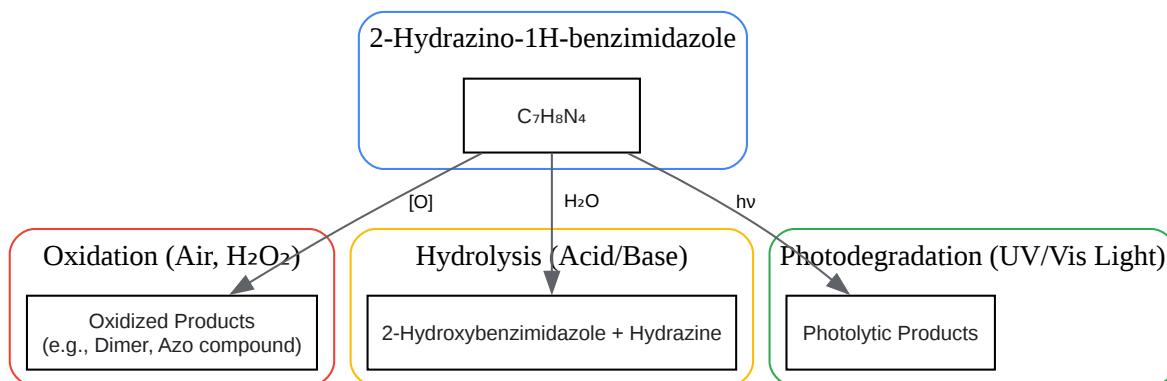 2-Hydrazino-1H-benzimidazole
C₇H₈N₄
[O]
H₂O
hν
Oxidation (Air, H₂O₂)
Hydrolysis (Acid/Base)
Photodegradation (UV/Vis Light)
Oxidized Products
(e.g., Dimer, Azo compound)
2-Hydroxybenzimidazole + Hydrazine
Photolytic Products